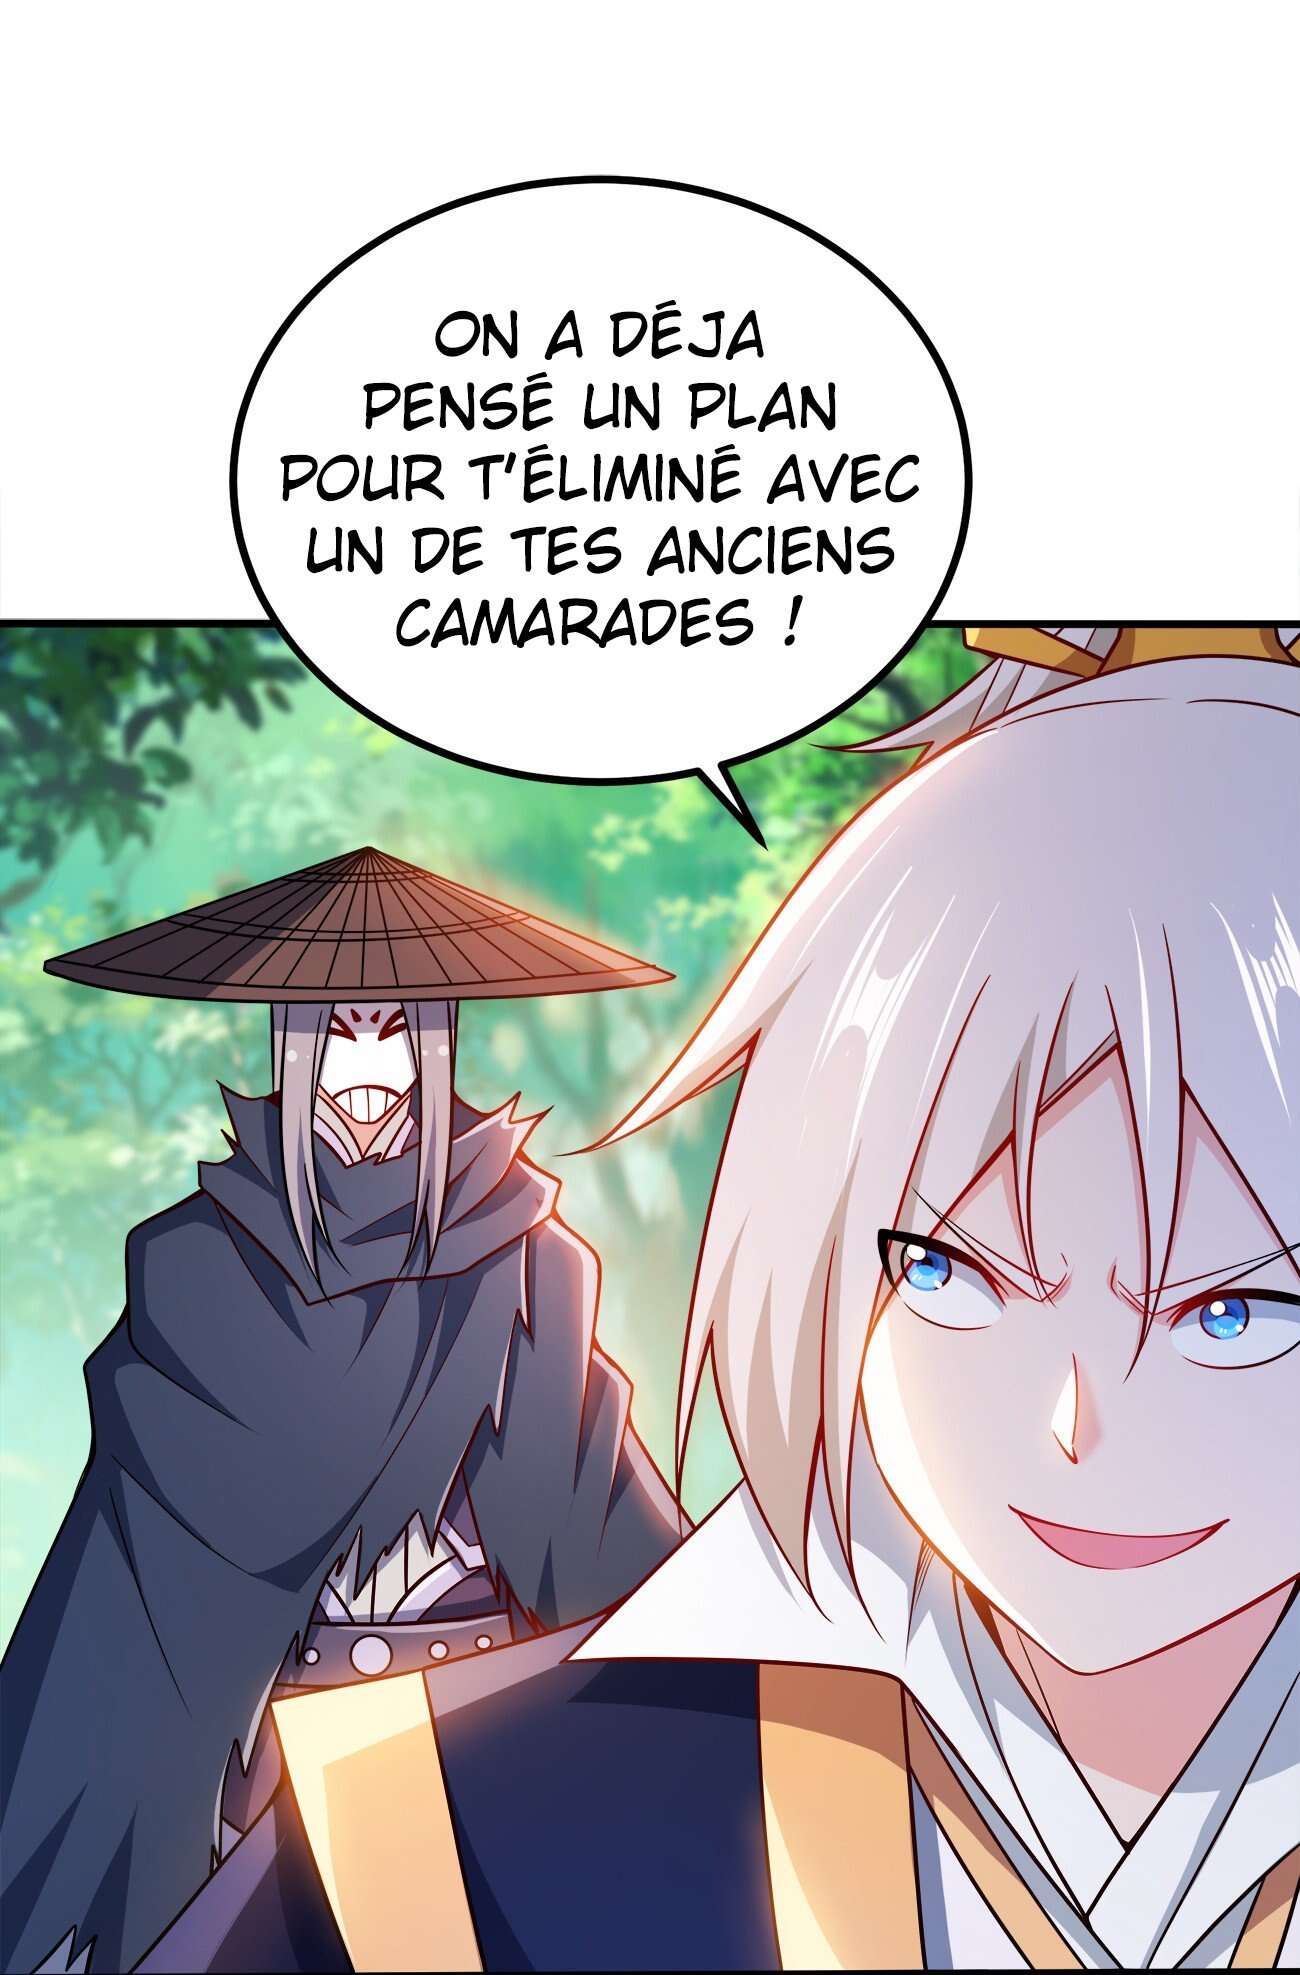 ON A DÉJA
PENSÉ UN PLAN
POUR T'ÉLIMINÉ AVEC
UN DE TES ANCIENS
CAMARADES !